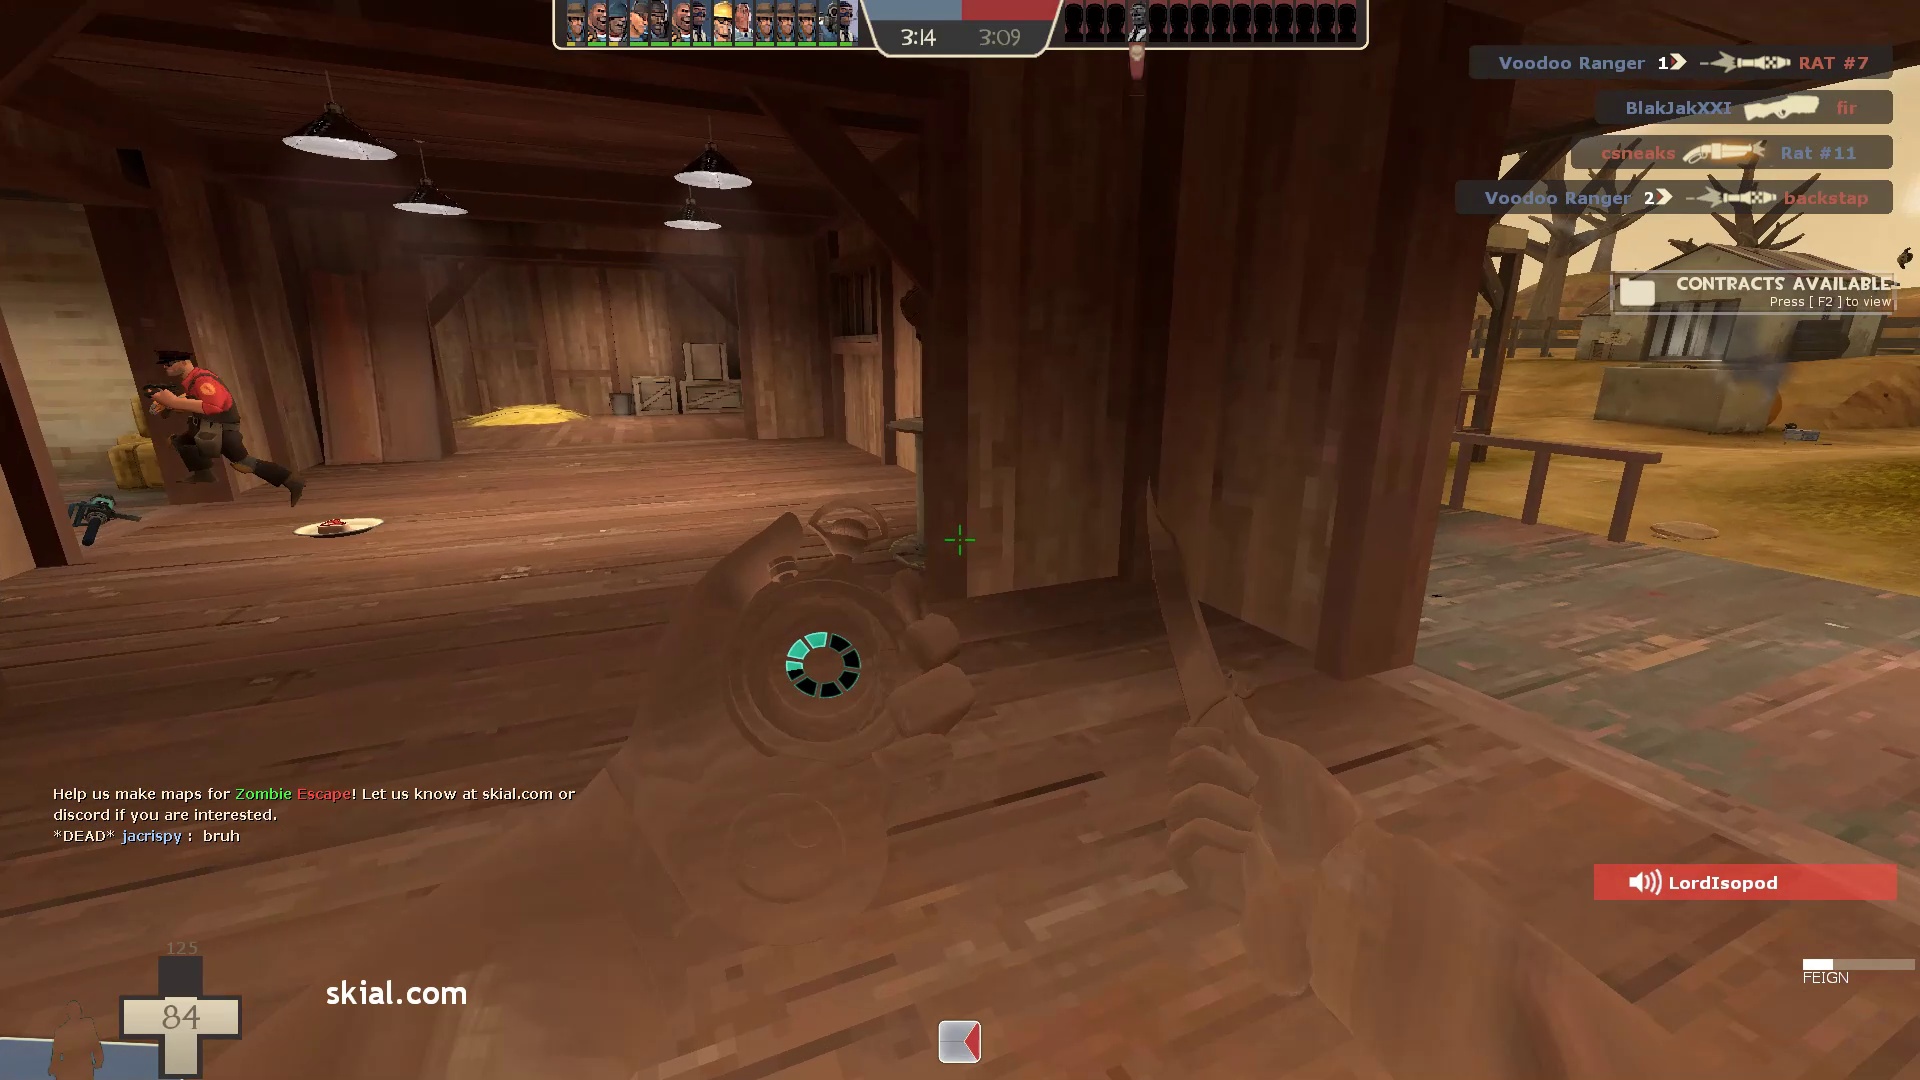 3:14
3:09
Voodoo Ranger 1 RAT #7
BlakJakXXI fir
csneaks Rat #11
Voodoo Ranger 2 backstap
CONTRACTS AVAILABLE
Press [ F2 ] to view
Help us make maps for Zombie Escape! Let us know at skial.com or
discord if you are interested.
*DEAD* jacrispy : bruh
LordIsopod
125
84
skial.com
FEIGN